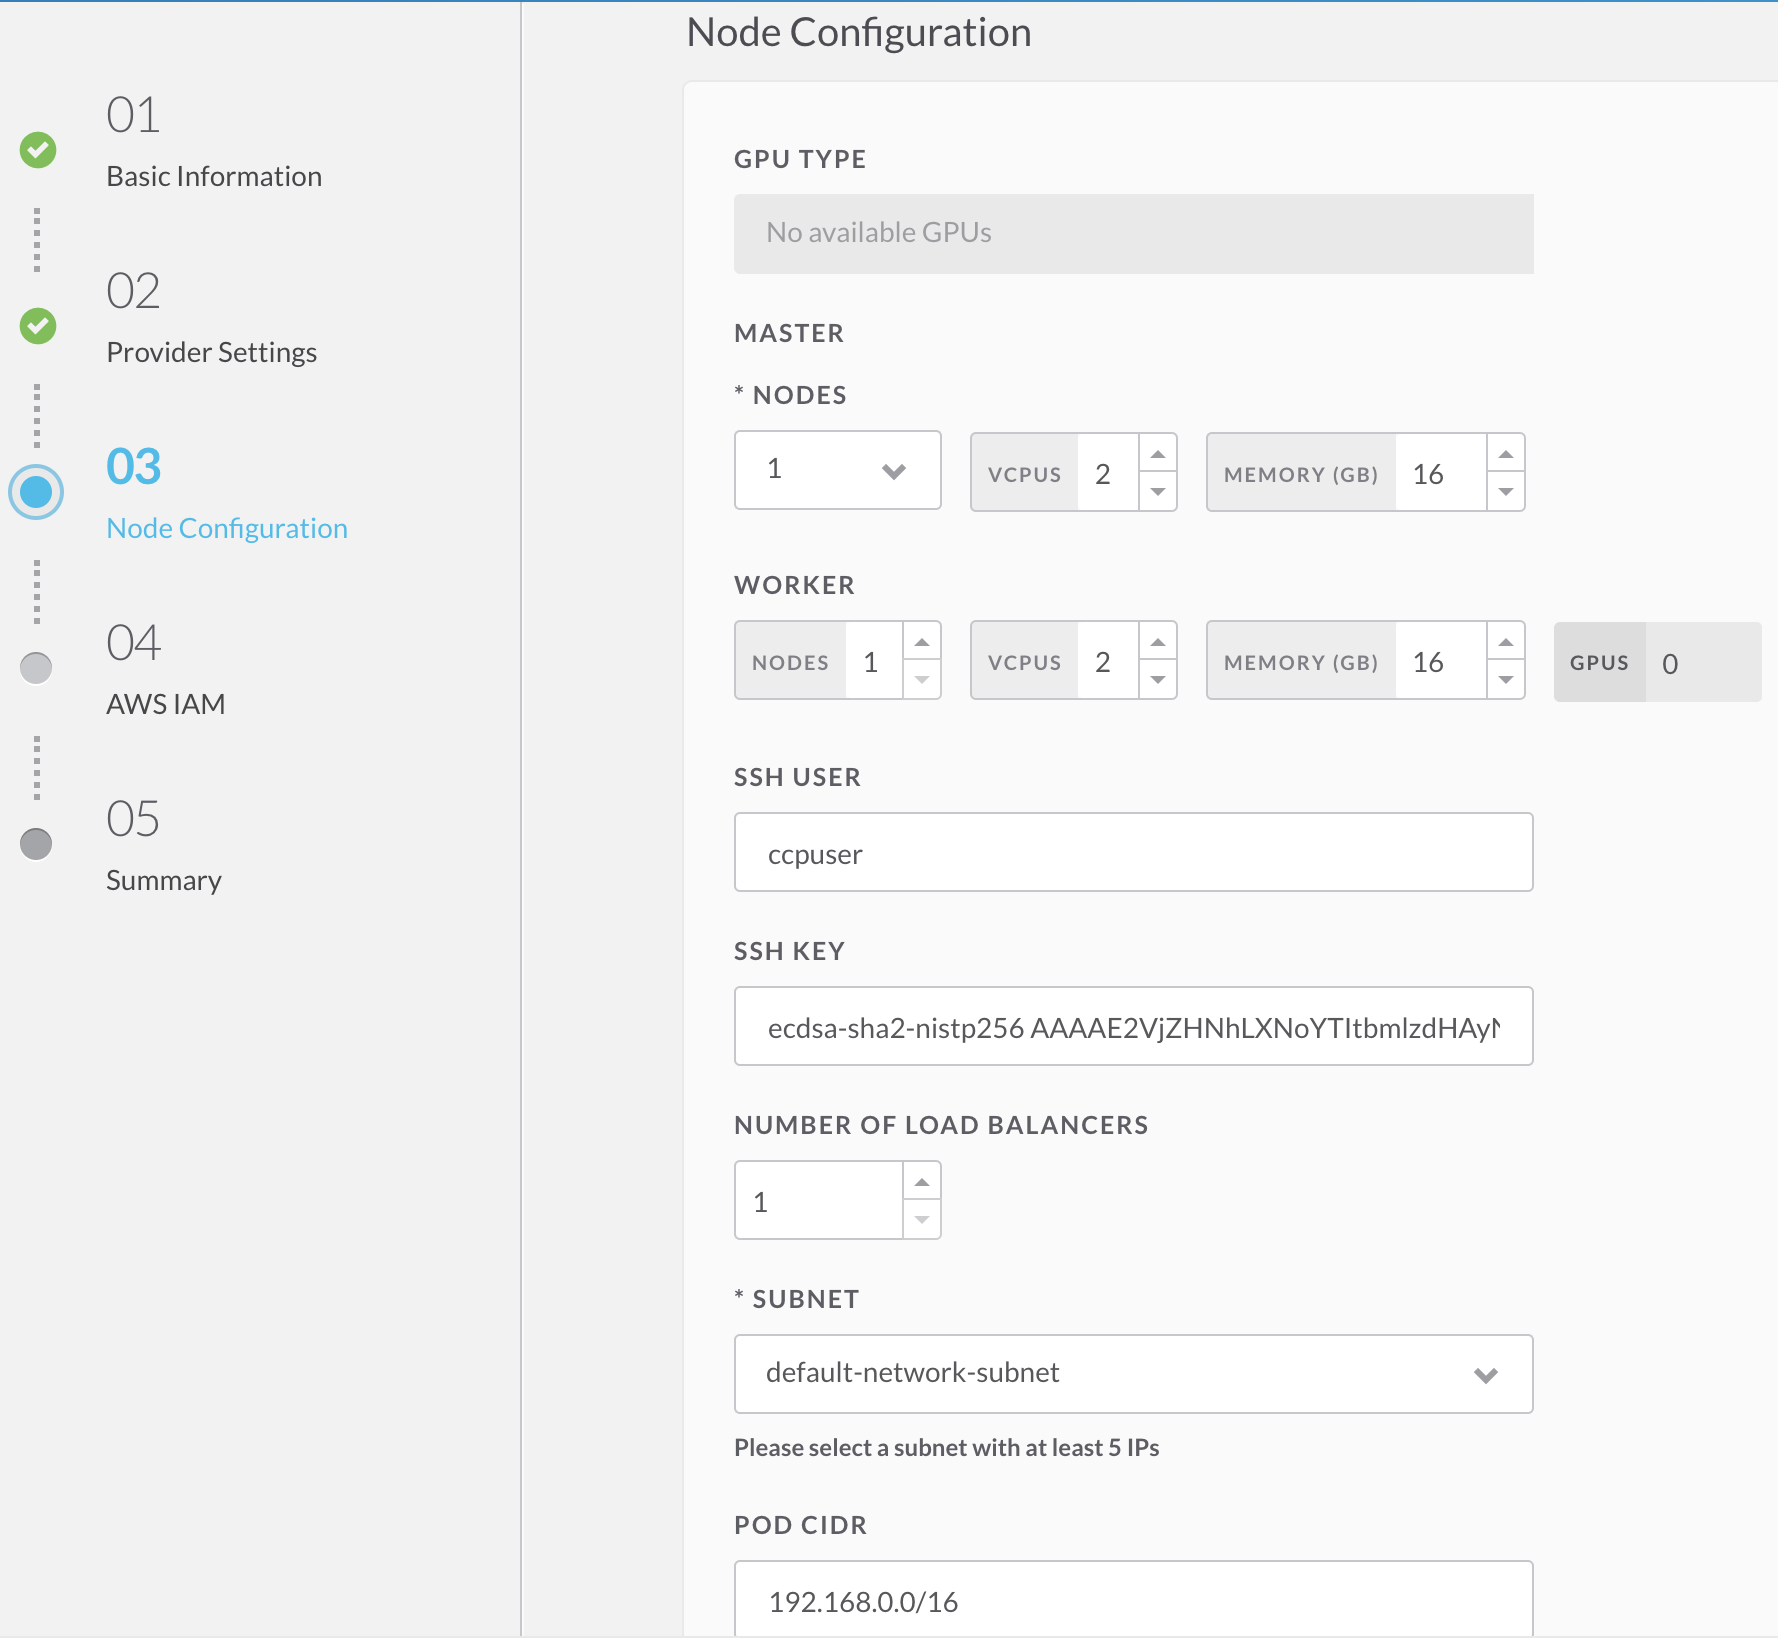 01
Basic Information
02
Provider Settings
03
Node Configuration
04
AWS IAM
05
Summary
Node Configuration
GPU TYPE
No available GPUs
MASTER
* NODES
1 VCPUS 2 MEMORY (GB) 16
WORKER
NODES 1 VCPUS 2 MEMORY (GB) 16 GPUS 0
SSH USER
ccpuser
SSH KEY
ecdsa-sha2-nistp256 AAAAE2VjZHNhLXNoYTItbmlzdHAyN
NUMBER OF LOAD BALANCERS
1
* SUBNET
default-network-subnet
Please select a subnet with at least 5 IPs
POD CIDR
192.168.0.0/16